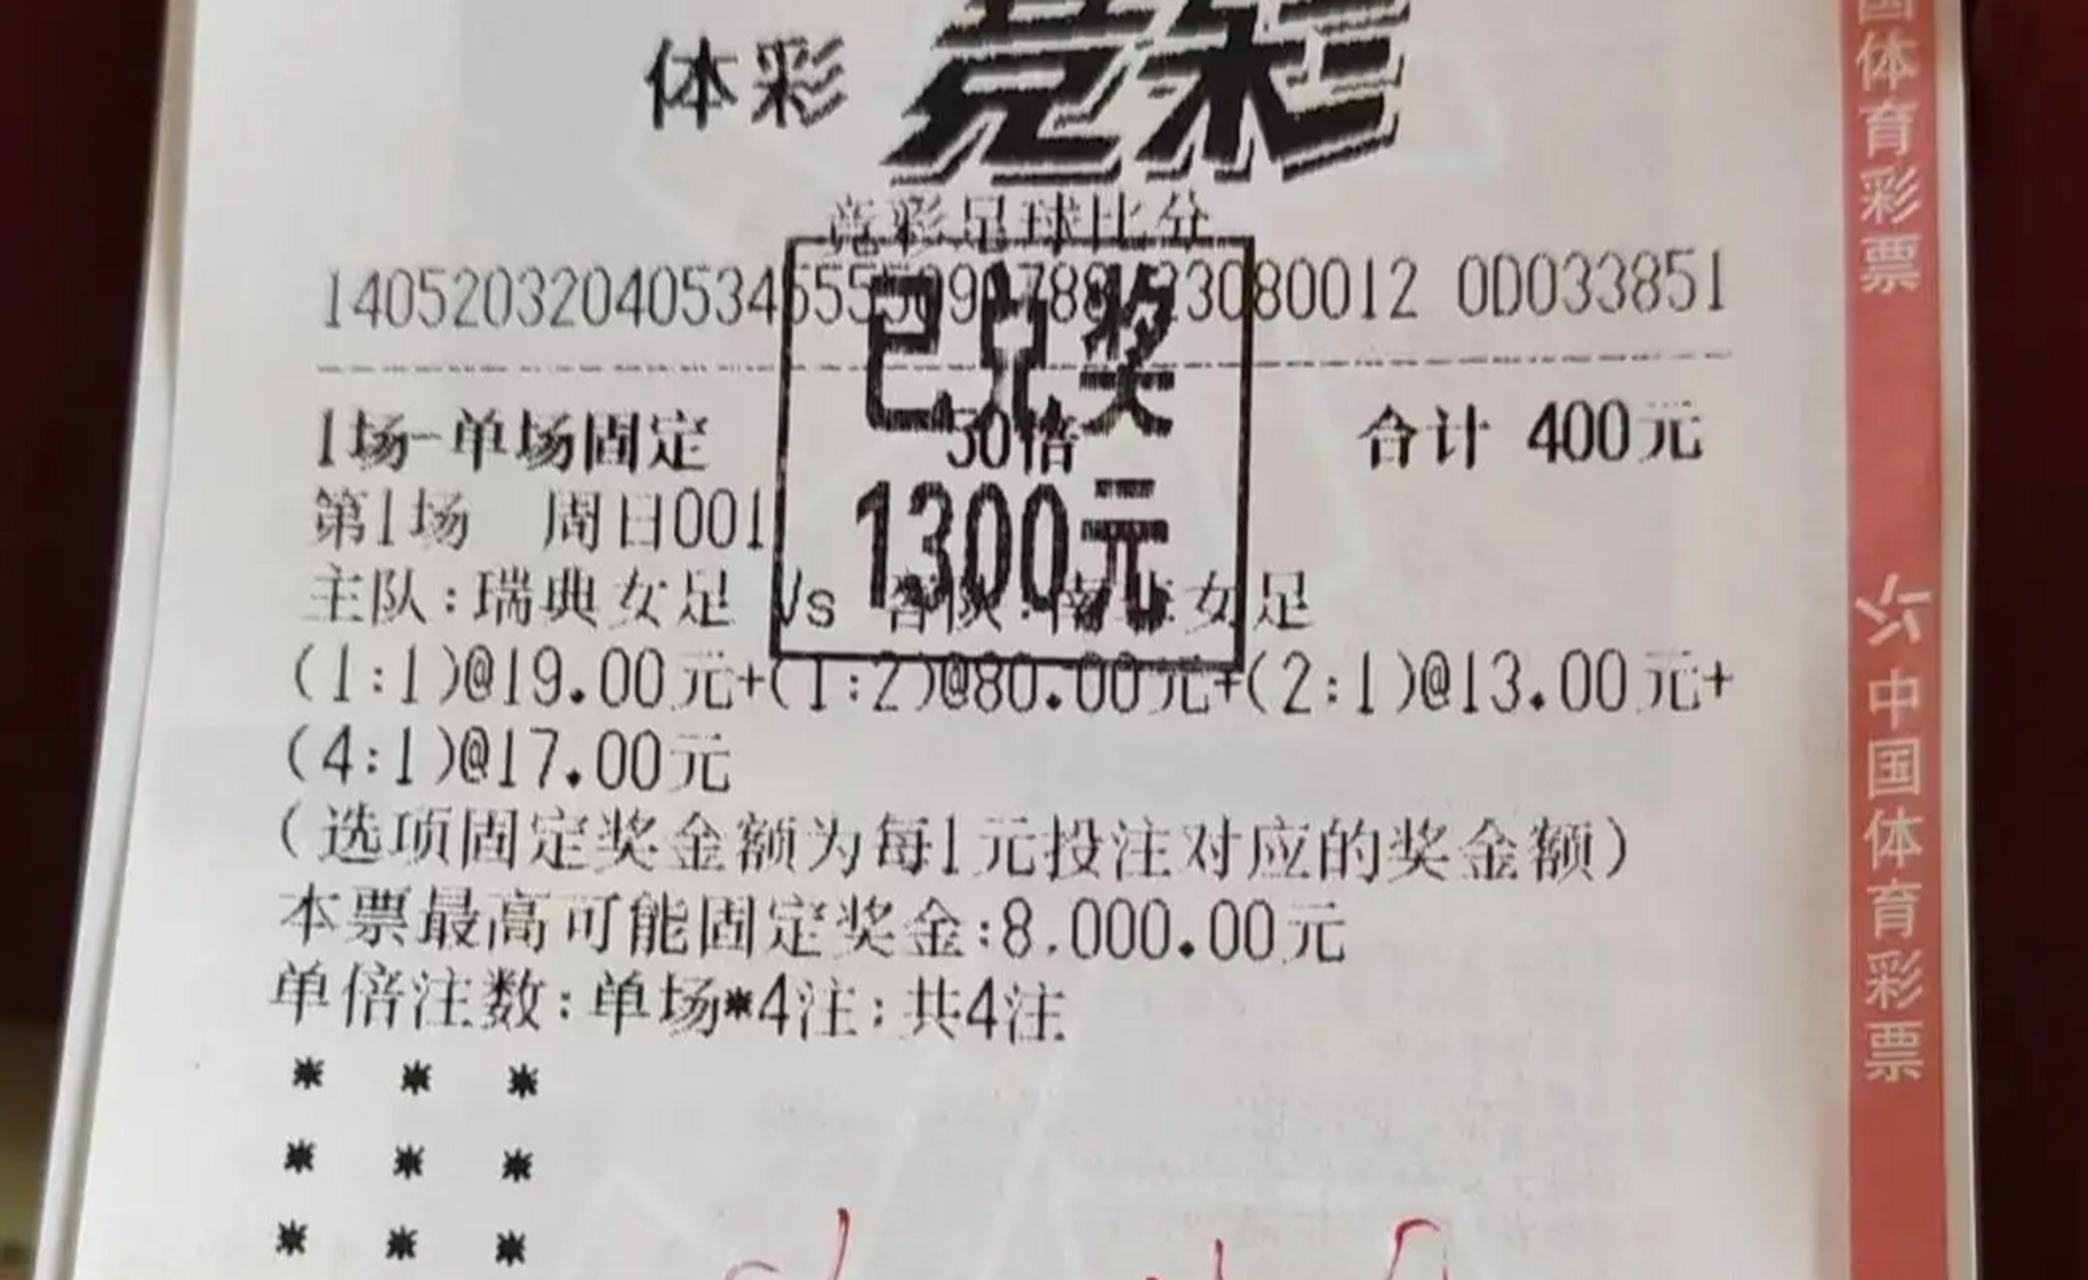 体彩 竞彩
竞彩足球比分
0D033851
已兑奖
1场-单场固定 50倍 合计 400元
1300元
第1场 周日001
主队:瑞典女足 Vs 客队:南非女足
(1:1)@19.00元+(1:2)@80.00元+(2:1)@13.00元+
(4:1)@17.00元
(选项固定奖金额为每1元投注对应的奖金额)
本票最高可能固定奖金:8,000.00元
单倍注数:单场*4注;共4注
* * *
* * *
* * *
国体育彩票
中国体育彩票